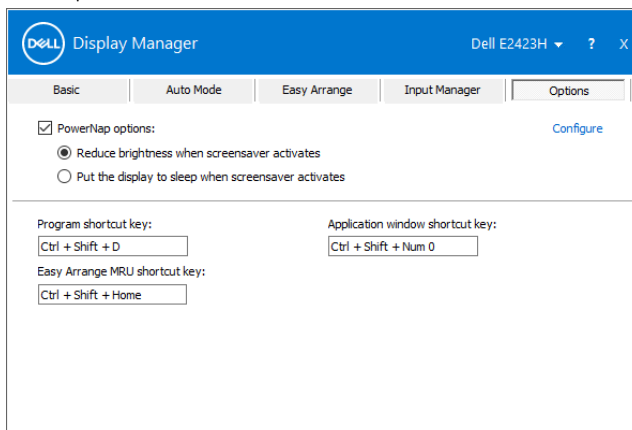 DELL Display Manager Dell E2423H ? X
Basic Auto Mode Easy Arrange Input Manager Options
PowerNap options: Configure
Reduce brightness when screensaver activates
Put the display to sleep when screensaver activates
Program shortcut key: Application window shortcut key:
Ctrl + Shift + D Ctrl + Shift + Num 0
Easy Arrange MRU shortcut key:
Ctrl + Shift + Home